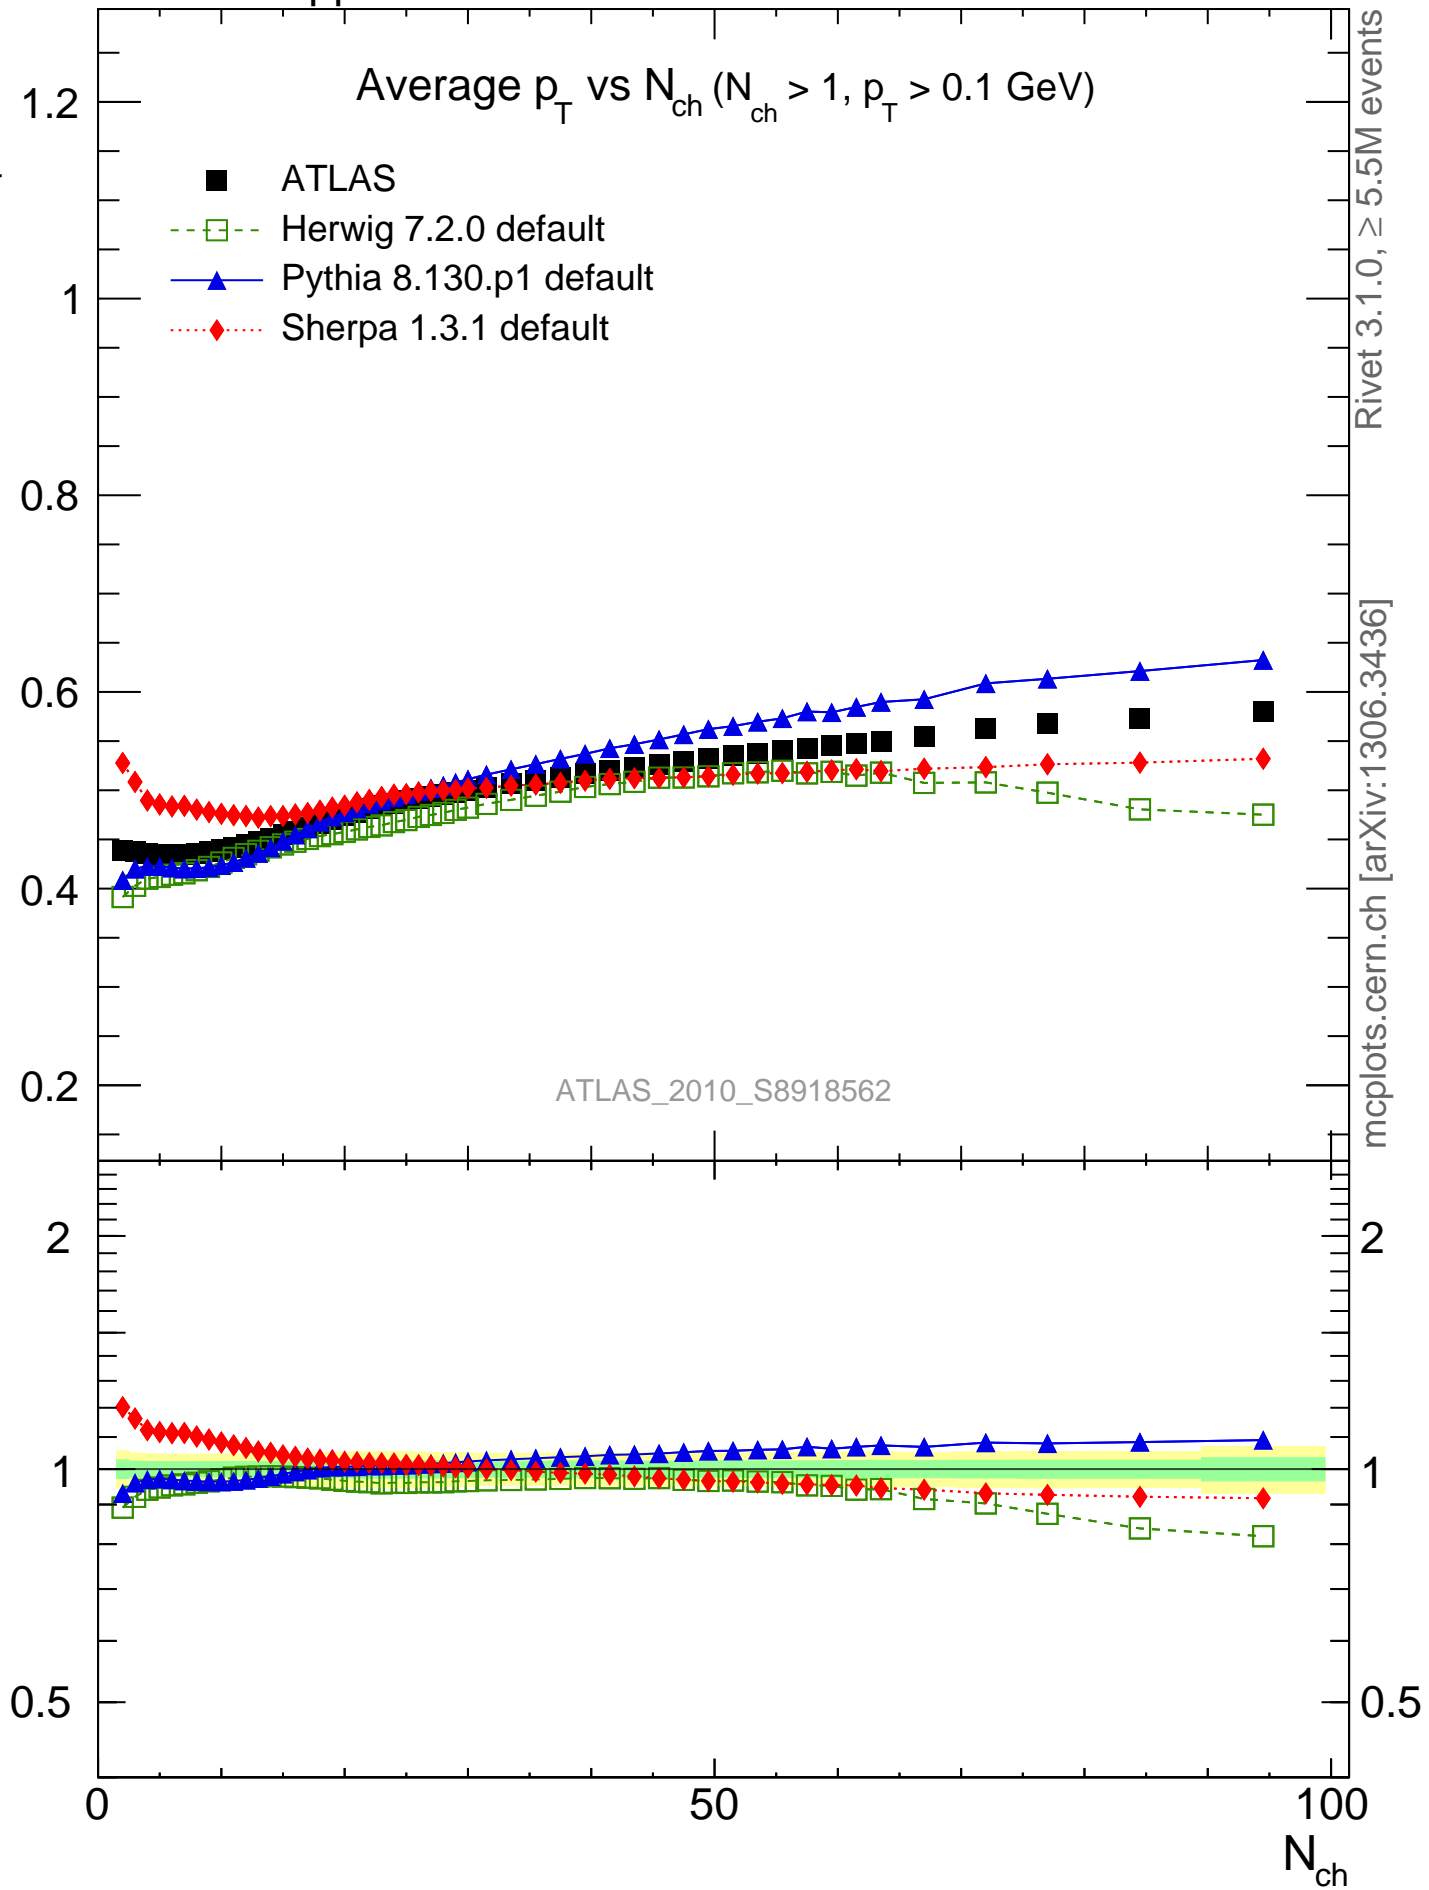 Average p_T vs N_ch (N_ch > 1, p_T > 0.1 GeV)
ATLAS
Herwig 7.2.0 default
Pythia 8.130.p1 default
Sherpa 1.3.1 default
1.2
1
0.8
0.6
0.4
0.2
ATLAS_2010_S8918562
Rivet 3.1.0, ≥ 5.5M events
mcplots.cern.ch [arXiv:1306.3436]
2
1
0.5
2
1
0.5
0
50
100
N_ch